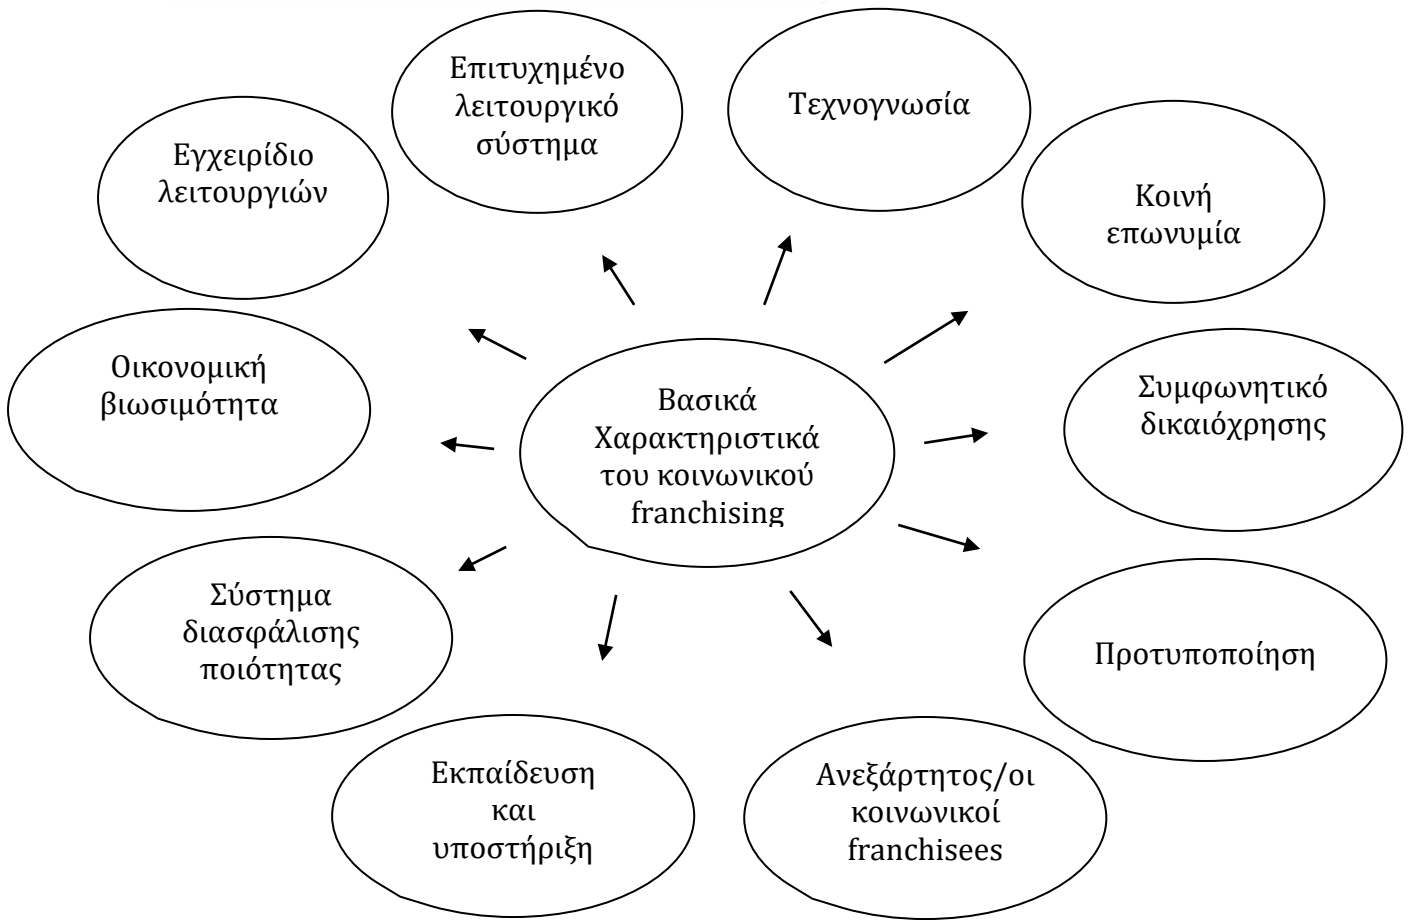 Επιτυχημένο
λειτουργικό
σύστημα
Τεχνογνωσία
Εγχειρίδιο
λειτουργιών
Κοινή
επωνυμία
Οικονομική
βιωσιμότητα
Βασικά
Χαρακτηριστικά
του κοινωνικού
franchising
Συμφωνητικό
δικαιόχρησης
Σύστημα
διασφάλισης
ποιότητας
Προτυποποίηση
Εκπαίδευση
και
υποστήριξη
Ανεξάρτητος/οι
κοινωνικοί
franchisees